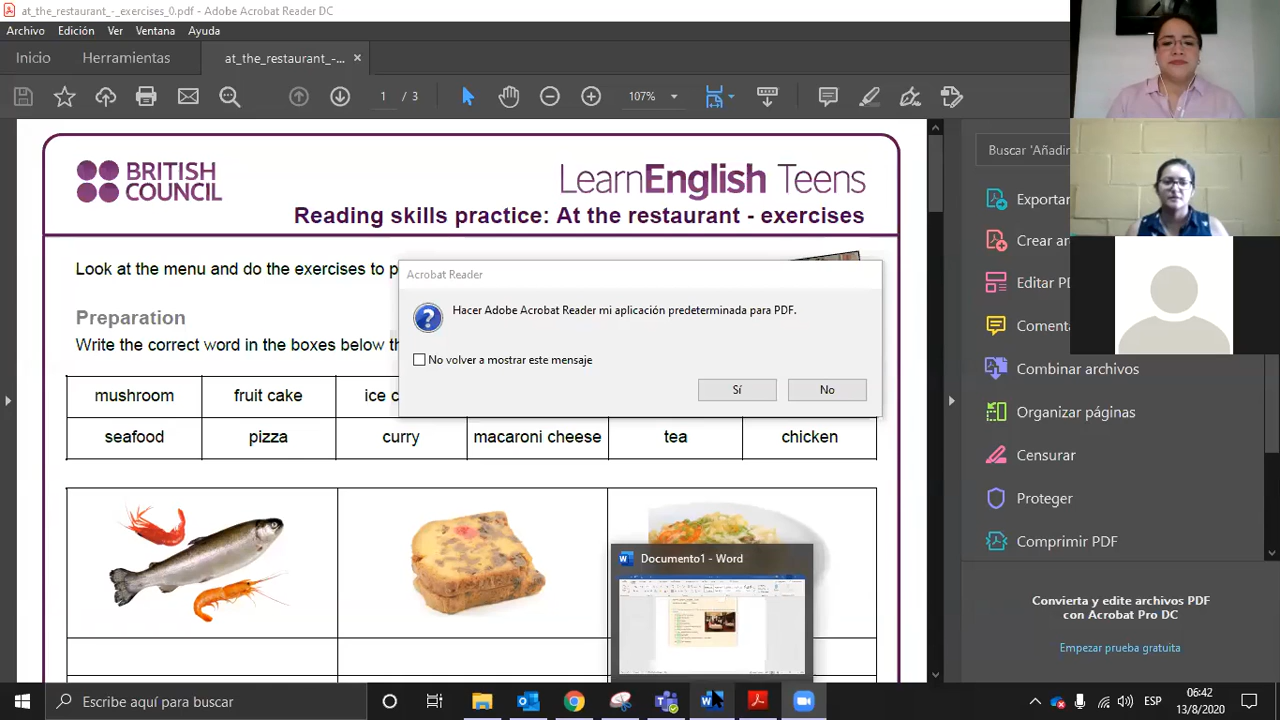 at_the_restaurant_-_exercises_0.pdf - Adobe Acrobat Reader DC
Archivo Edición Ver Ventana Ayuda
Inicio Herramientas at_the_restaurant_-... ×
1 / 3 107%
Buscar 'Añadi
BRITISH COUNCIL
LearnEnglish Teens
Reading skills practice: At the restaurant - exercises
Look at the menu and do the exercises to p
Preparation
Write the correct word in the boxes below th
Acrobat Reader
Hacer Adobe Acrobat Reader mi aplicación predeterminada para PDF.
No volver a mostrar este mensaje
Sí No
mushroom fruit cake ice c
seafood pizza curry macaroni cheese tea chicken
Documento1 - Word
Exportar
Crear ar
Editar PD
Comenta
Combinar archivos
Organizar páginas
Censurar
Proteger
Comprimir PDF
Convierta y edite archivos PDF
con Acrobat Pro DC
Empezar prueba gratuita
Escribe aquí para buscar
ESP
06:42
13/8/2020